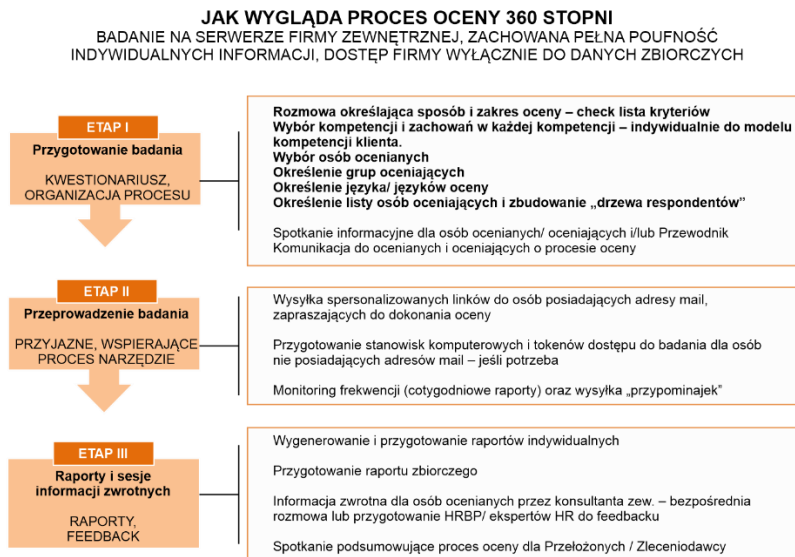 JAK WYGLĄDA PROCES OCENY 360 STOPNI
BADANIE NA SERWERZE FIRMY ZEWNĘTRZNEJ, ZACHOWANA PEŁNA POUFNOŚĆ
INDYWIDUALNYCH INFORMACJI, DOSTĘP FIRMY WYŁĄCZNIE DO DANYCH ZBIORCZYCH
ETAP I
Przygotowanie badania
KWESTIONARIUSZ,
ORGANIZACJA PROCESU
Rozmowa określająca sposób i zakres oceny – check lista kryteriów
Wybór kompetencji i zachowań w każdej kompetencji – indywidualnie do modelu
kompetencji klienta.
Wybór osób ocenianych
Określenie grup oceniających
Określenie języka/ języków oceny
Określenie listy osób oceniających i zbudowanie „drzewa respondentów”
Spotkanie informacyjne dla osób ocenianych/ oceniających i/lub Przewodnik
Komunikacja do ocenianych i oceniających o procesie oceny
ETAP II
Przeprowadzenie badania
PRZYJAZNE, WSPIERAJĄCE
PROCES NARZĘDZIE
Wysyłka spersonalizowanych linków do osób posiadających adresy mail,
zapraszających do dokonania oceny
Przygotowanie stanowisk komputerowych i tokenów dostępu do badania dla osób
nie posiadających adresów mail – jeśli potrzeba
Monitoring frekwencji (cotygodniowe raporty) oraz wysyłka „przypominajek”
ETAP III
Raporty i sesje
informacji zwrotnych
RAPORTY,
FEEDBACK
Wygenerowanie i przygotowanie raportów indywidualnych
Przygotowanie raportu zbiorczego
Informacja zwrotna dla osób ocenianych przez konsultanta zew. – bezpośrednia
rozmowa lub przygotowanie HRBP/ ekspertów HR do feedbacku
Spotkanie podsumowujące proces oceny dla Przełożonych / Zleceniodawcy